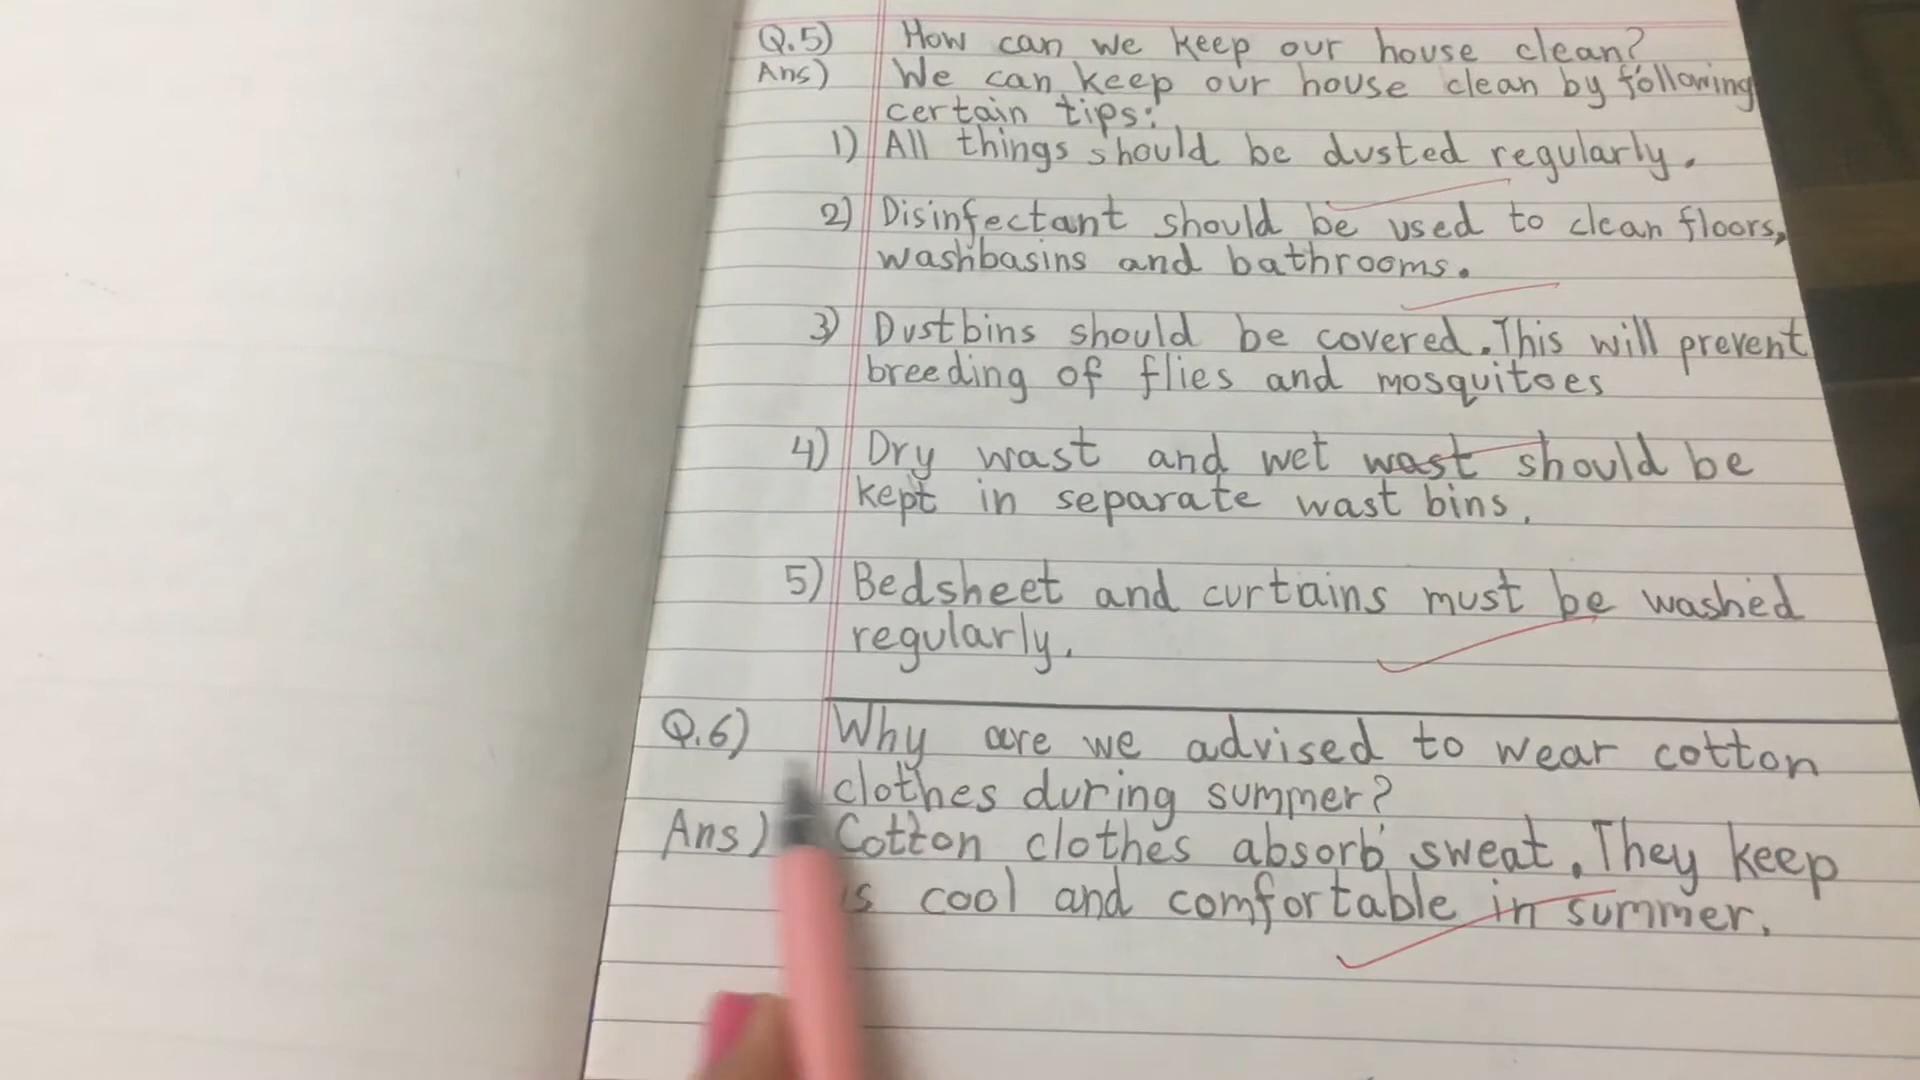 Q.5) How can we keep our house clean?
Ans) We can keep our house clean by following
certain tips:
1) All things should be dusted regularly.
2) Disinfectant should be used to clean floors,
washbasins and bathrooms.
3) Dustbins should be covered. This will prevent
breeding of flies and mosquitoes
4) Dry wast and wet wast should be
kept in separate wast bins.
5) Bedsheet and curtains must be washed
regularly.
Q.6) Why are we advised to wear cotton
clothes during summer?
Ans) Cotton clothes absorb sweat. They keep
cool and comfortable in summer.